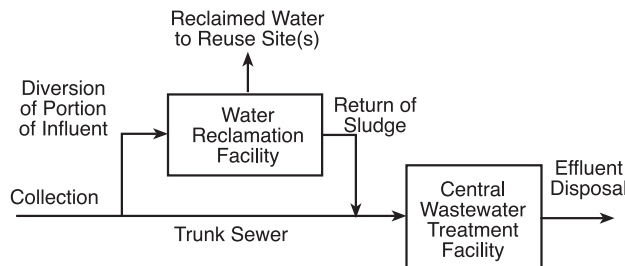 Reclaimed Water
to Reuse Site(s)
Diversion
of Portion
of Influent
Water
Reclamation
Facility
Return of
Sludge
Collection
Trunk Sewer
Central
Wastewater
Treatment
Facility
Effluent
Disposal